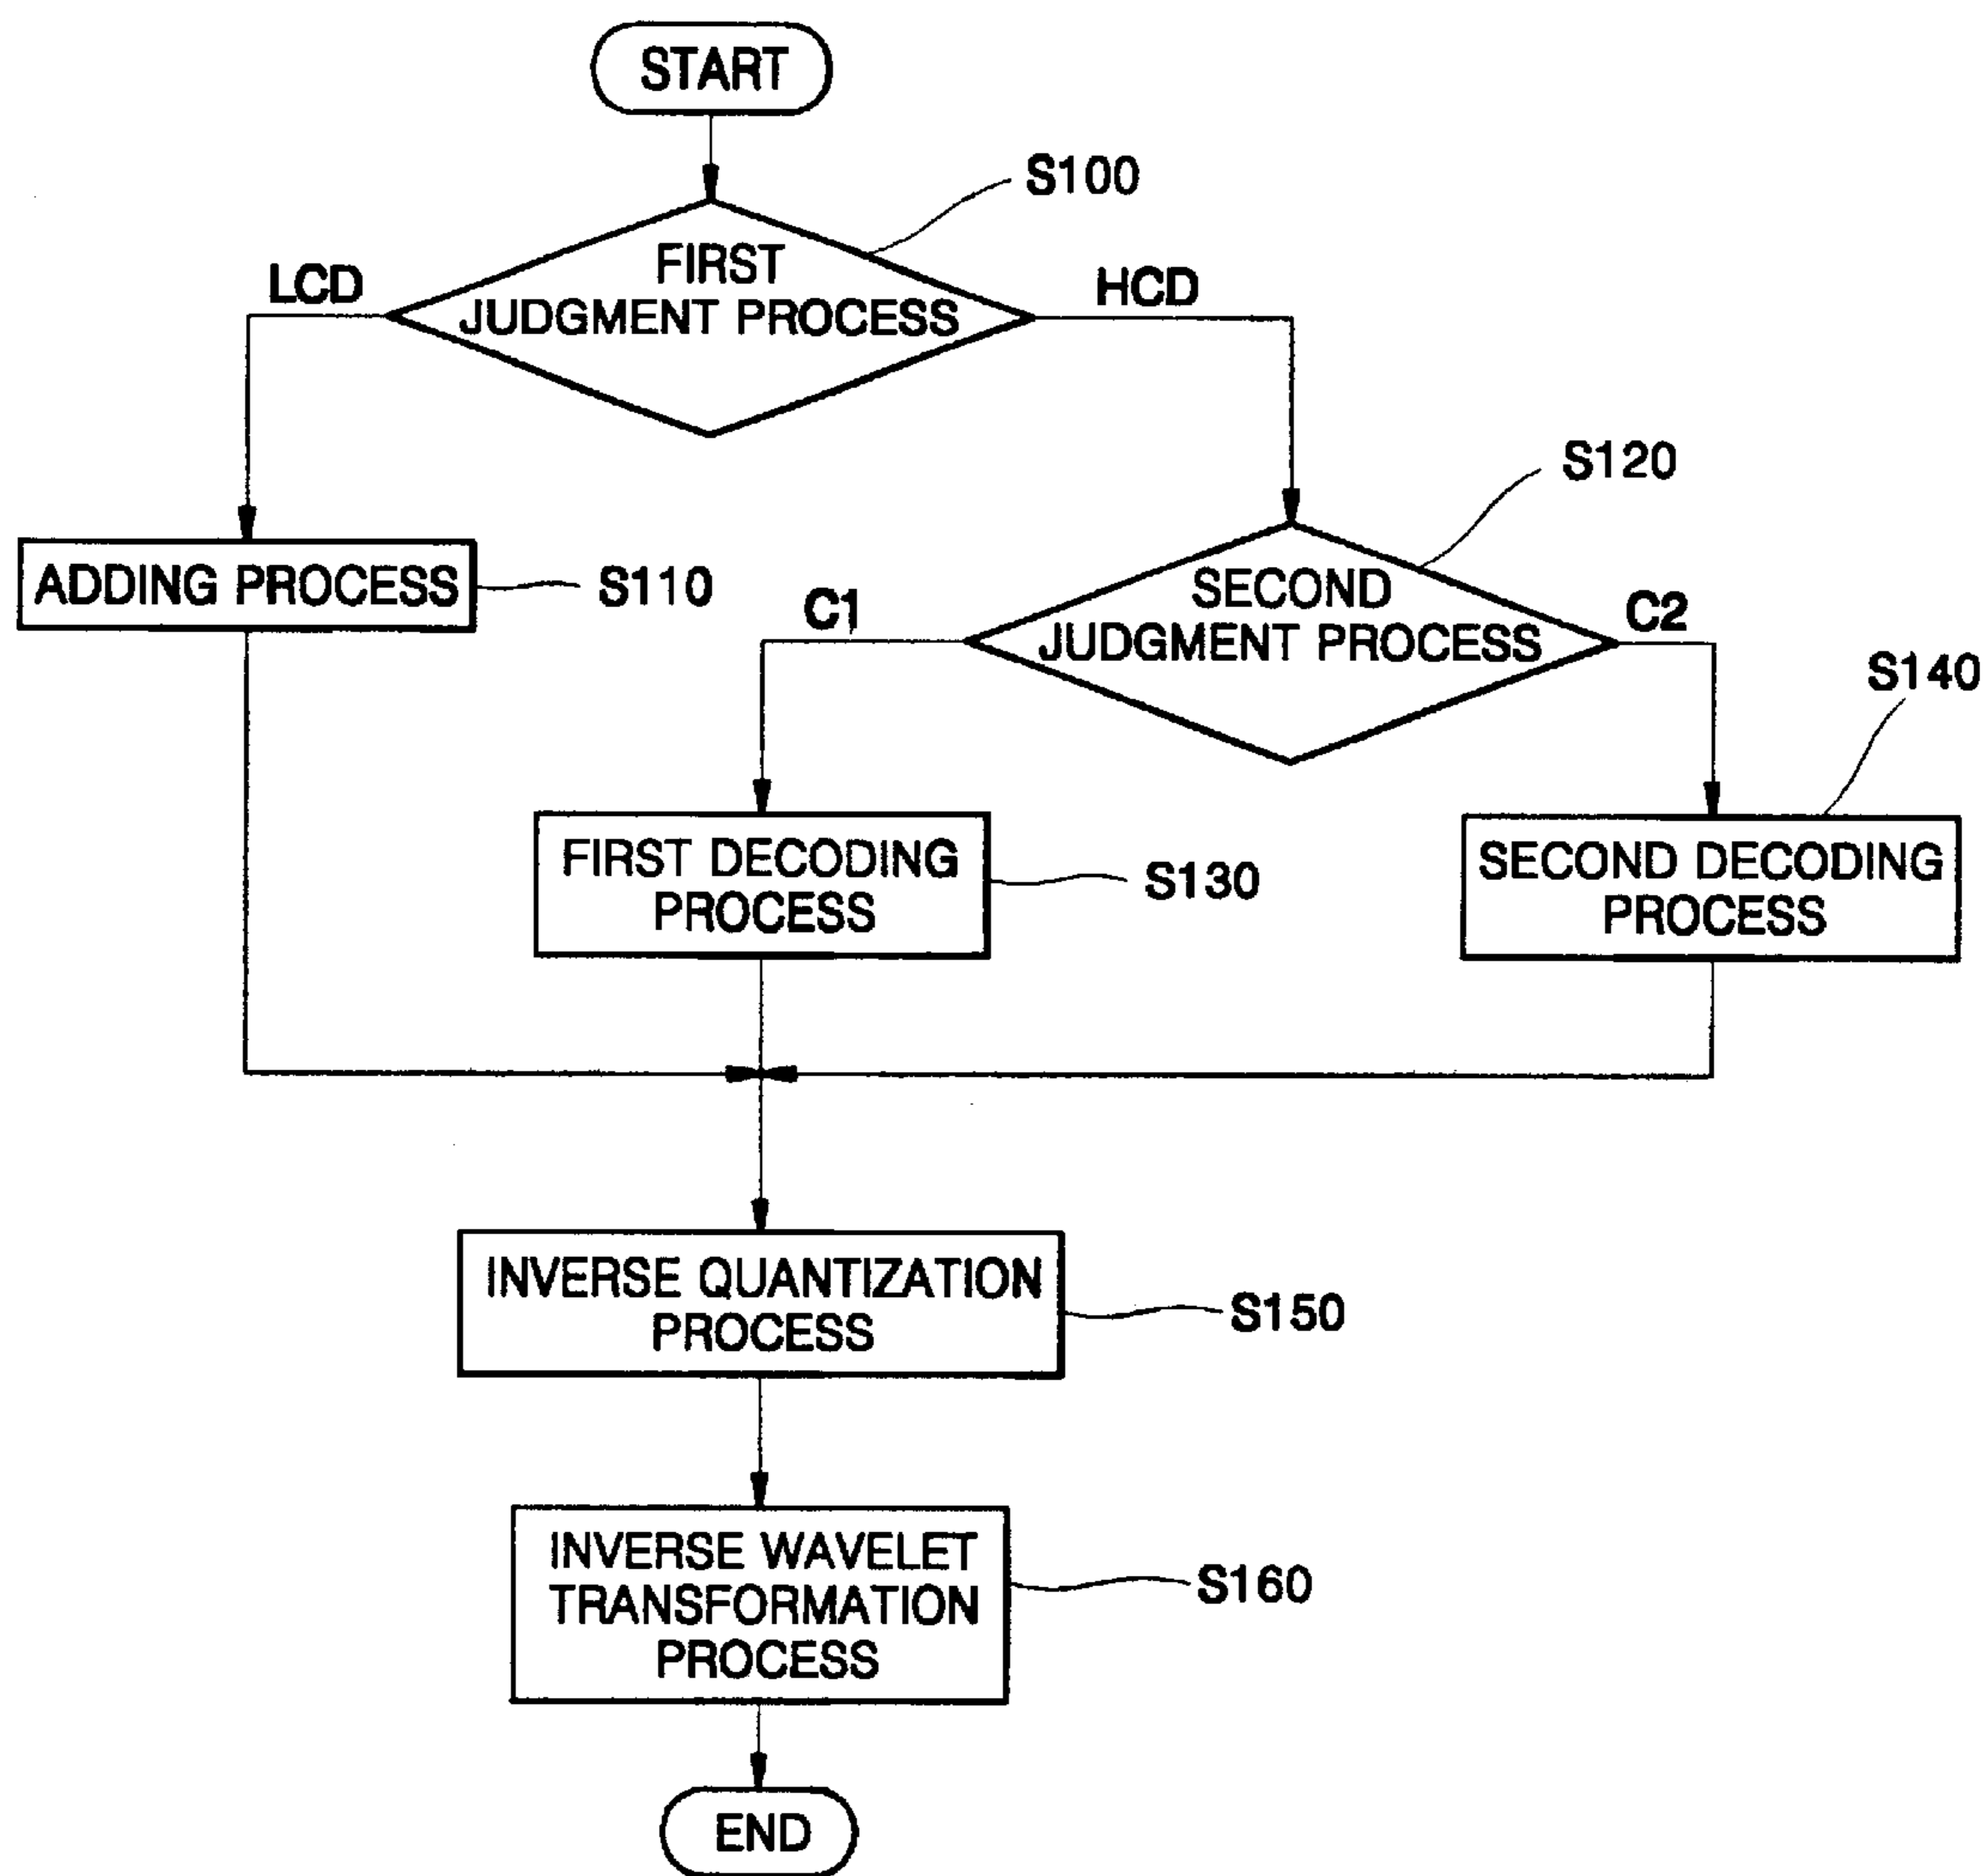 START
S100
FIRST
JUDGMENT PROCESS
LCD
HCD
S120
ADDING PROCESS
S110
SECOND
JUDGMENT PROCESS
C1
C2
S140
FIRST DECODING
PROCESS
S130
SECOND DECODING
PROCESS
INVERSE QUANTIZATION
PROCESS
S150
INVERSE WAVELET
TRANSFORMATION
PROCESS
S160
END